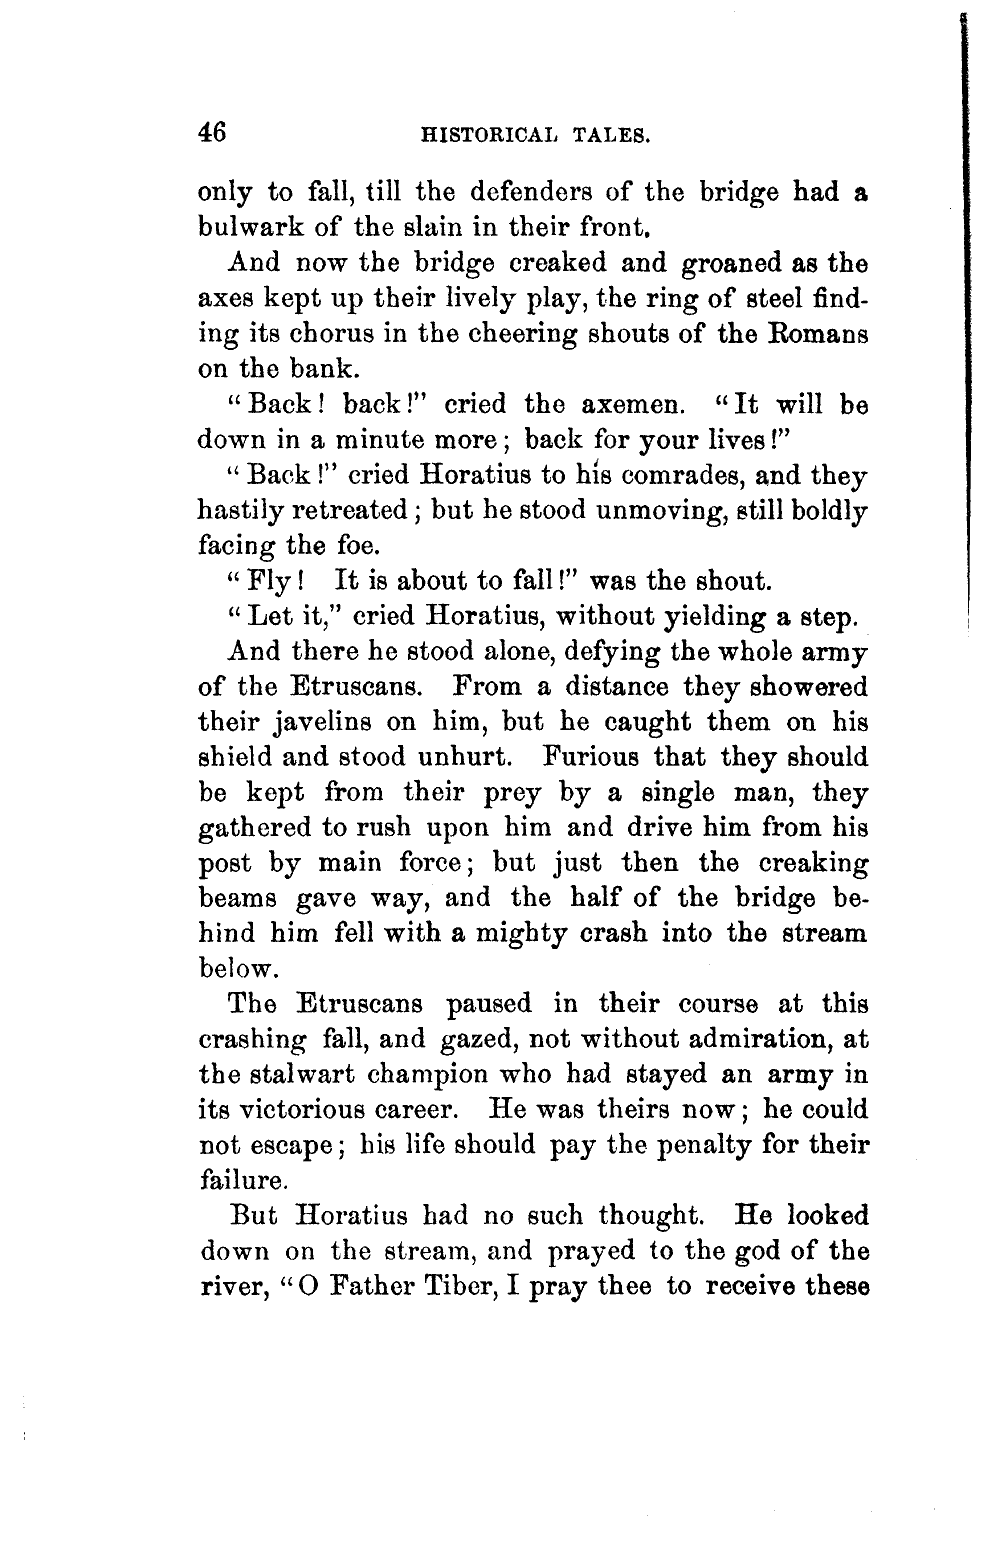 46 HISTORICAL TALES.
only to fall, till the defenders of the bridge had a
bulwark of the slain in their front.
And now the bridge creaked and groaned as the
axes kept up their lively play, the ring of steel find-
ing its chorus in the cheering shouts of the Romans
on the bank.
“Back! back!” cried the axemen. “It will be
down in a minute more; back for your lives!”
“Back!” cried Horatius to his comrades, and they
hastily retreated; but he stood unmoving, still boldly
facing the foe.
“Fly! It is about to fall!” was the shout.
“Let it,” cried Horatius, without yielding a step.
And there he stood alone, defying the whole army
of the Etruscans. From a distance they showered
their javelins on him, but he caught them on his
shield and stood unhurt. Furious that they should
be kept from their prey by a single man, they
gathered to rush upon him and drive him from his
post by main force; but just then the creaking
beams gave way, and the half of the bridge be-
hind him fell with a mighty crash into the stream
below.
The Etruscans paused in their course at this
crashing fall, and gazed, not without admiration, at
the stalwart champion who had stayed an army in
its victorious career. He was theirs now; he could
not escape; his life should pay the penalty for their
failure.
But Horatius had no such thought. He looked
down on the stream, and prayed to the god of the
river, “O Father Tiber, I pray thee to receive these